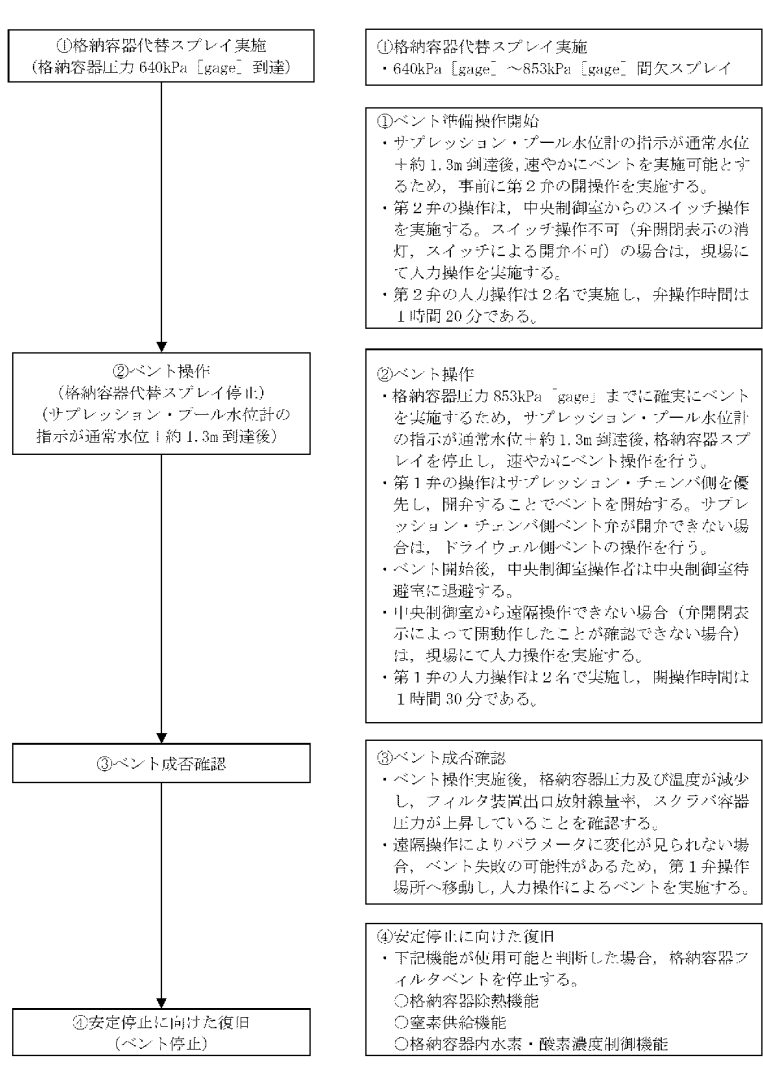 ①格納容器代替スプレイ実施
(格納容器圧力 640kPa [gage] 到達)
①格納容器代替スプレイ実施
・640kPa [gage] ~853kPa [gage] 間欠スプレイ
①ベント準備操作開始
・サプレッション・プール水位計の指示が通常水位
＋約 1.3m 到達後,速やかにベントを実施可能とす
るため，事前に第２弁の開操作を実施する。
・第２弁の操作は，中央制御室からのスイッチ操作
を実施する。スイッチ操作不可（弁開閉表示の消
灯，スイッチによる開弁不可）の場合は，現場に
て人力操作を実施する。
・第２弁の人力操作は２名で実施し，弁操作時間は
１時間 20 分である。
②ベント操作
(格納容器代替スプレイ停止)
(サプレッション・プール水位計の
指示が通常水位＋約 1.3m 到達後)
②ベント操作
・格納容器圧力 853kPa [gage] までに確実にベント
を実施するため，サプレッション・プール水位計
の指示が通常水位＋約 1.3m 到達後,格納容器スプ
レイを停止し，速やかにベント操作を行う。
・第１弁の操作はサプレッション・チェンバ側を優
先し，開弁することでベントを開始する。サプレ
ッション・チェンバ側ベント弁が開弁できない場
合は，ドライウェル側ベントの操作を行う。
・ベント開始後，中央制御室操作者は中央制御室待
避室に退避する。
・中央制御室から遠隔操作できない場合（弁開閉表
示によって開動作したことが確認できない場合）
は，現場にて人力操作を実施する。
・第１弁の人力操作は２名で実施し，開操作時間は
１時間 30 分である。
③ベント成否確認
③ベント成否確認
・ベント操作実施後，格納容器圧力及び温度が減少
し，フィルタ装置出口放射線量率，スクラバ容器
圧力が上昇していることを確認する。
・遠隔操作によりパラメータに変化が見られない場
合，ベント失敗の可能性があるため，第１弁操作
場所へ移動し,人力操作によるベントを実施する。
④安定停止に向けた復旧
(ベント停止)
④安定停止に向けた復旧
・下記機能が使用可能と判断した場合，格納容器フ
ィルタベントを停止する。
○格納容器除熱機能
○窒素供給機能
○格納容器内水素・酸素濃度制御機能